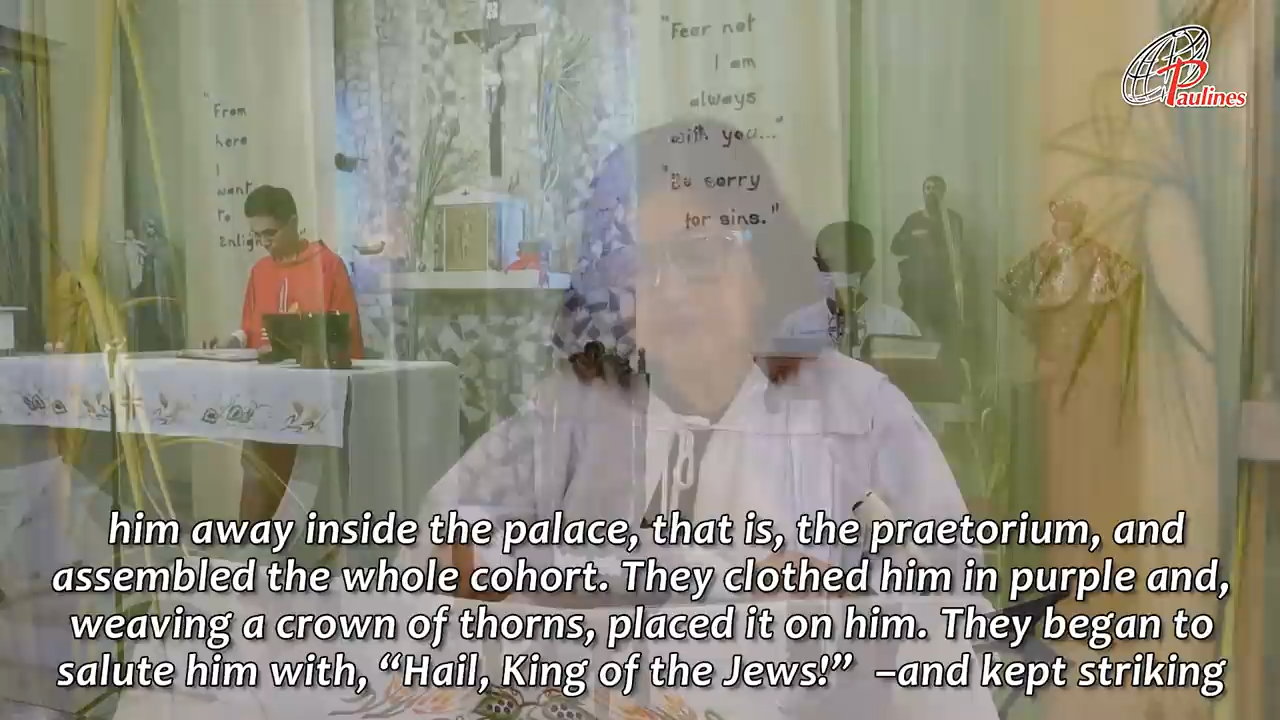 Paulines
"Fear not
I am
always
with you..."
"Be sorry
for sins."
"From
here
I
want
to
him away inside the palace, that is, the praetorium, and
assembled the whole cohort. They clothed him in purple and,
weaving a crown of thorns, placed it on him. They began to
salute him with, “Hail, King of the Jews!” –and kept striking